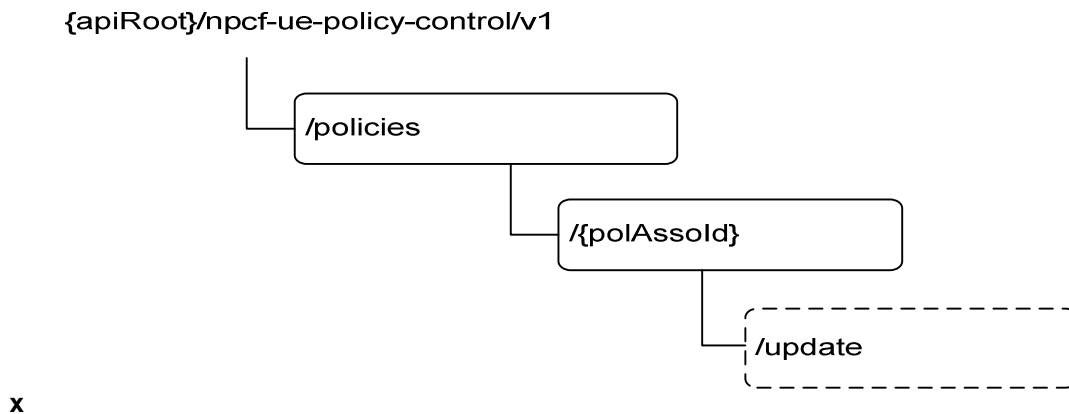 {apiRoot}/npcf-ue-policy-control/v1
/policies
/{polAssoId}
/update
x